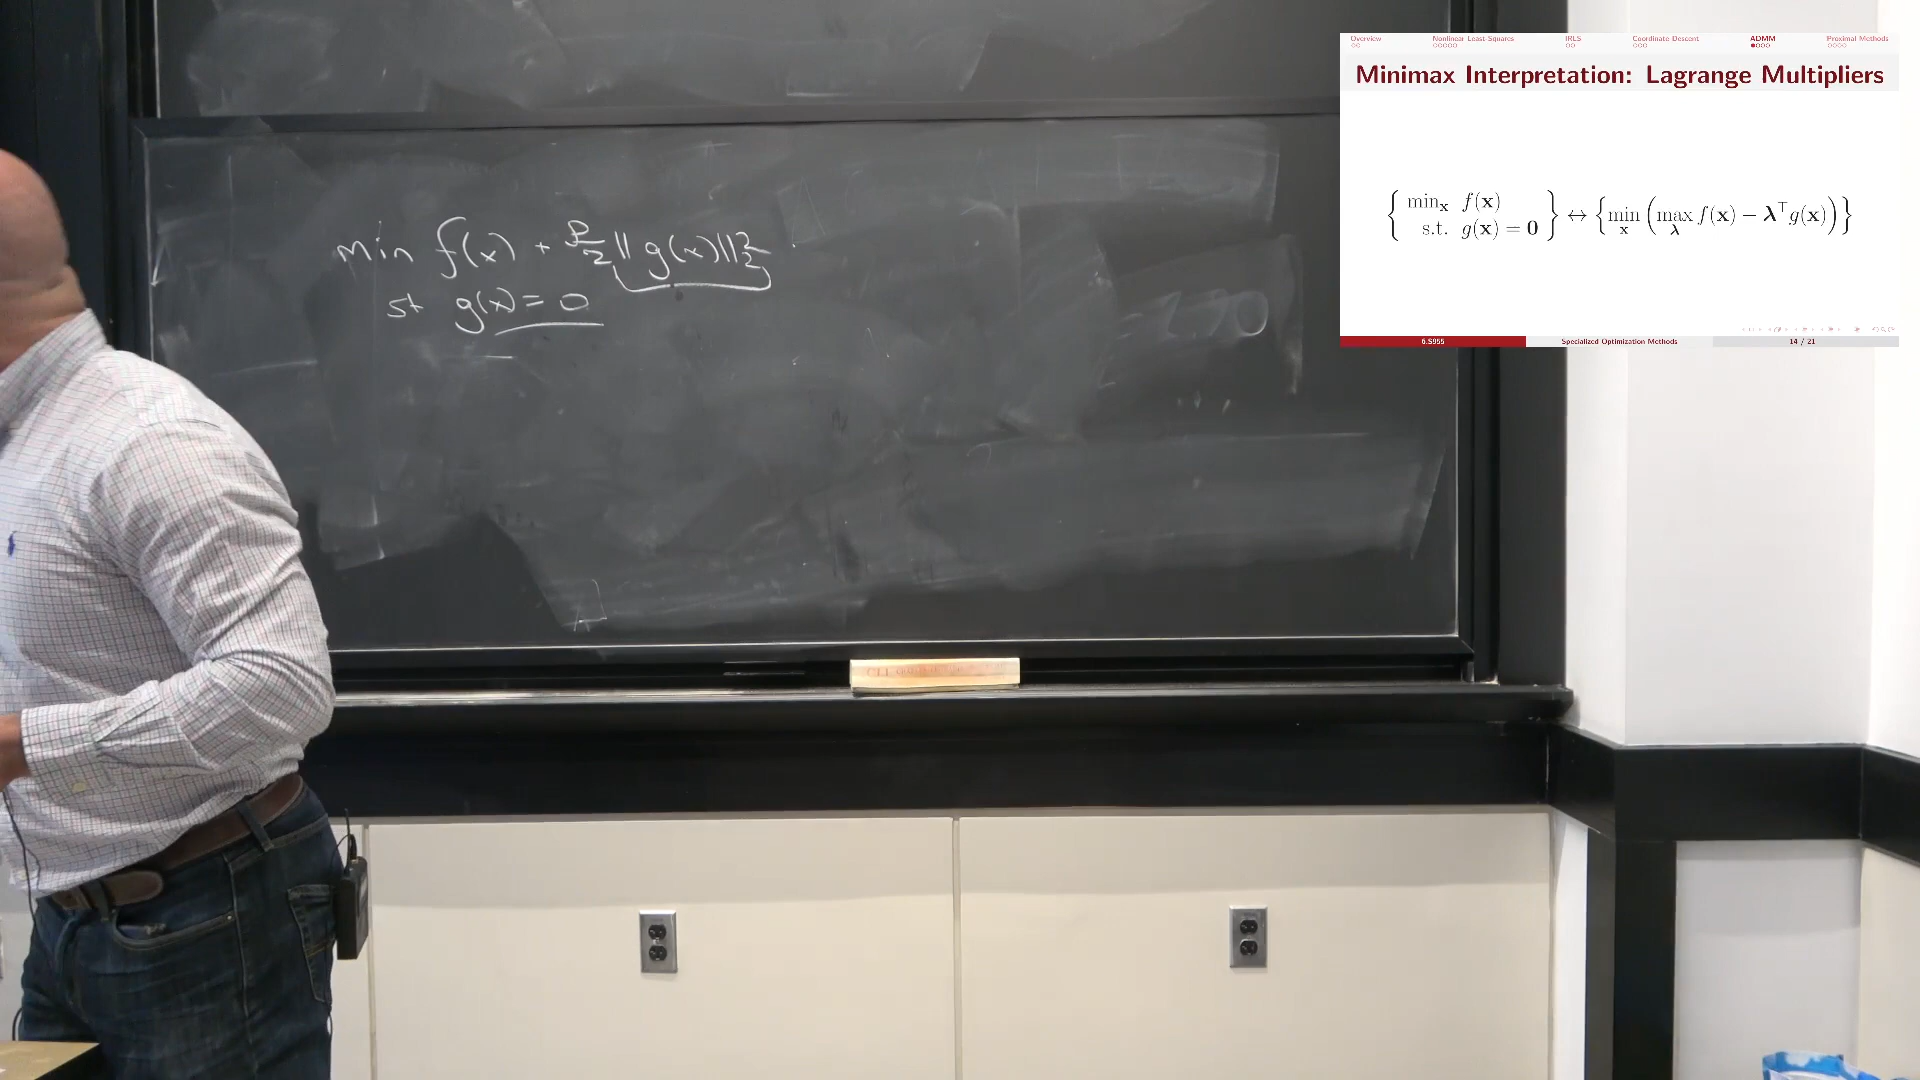 min f(x) + ρ/2 ||g(x)||₂²
st g(x) = 0
Overview Nonlinear Least-Squares IRLS Coordinate Descent ADMM Proximal Methods
Minimax Interpretation: Lagrange Multipliers
{ min_x f(x) s.t. g(x) = 0 } ↔ { min_x ( max_λ f(x) − λ⊤g(x) ) }
6.S955 Specialized Optimization Methods 14 / 21